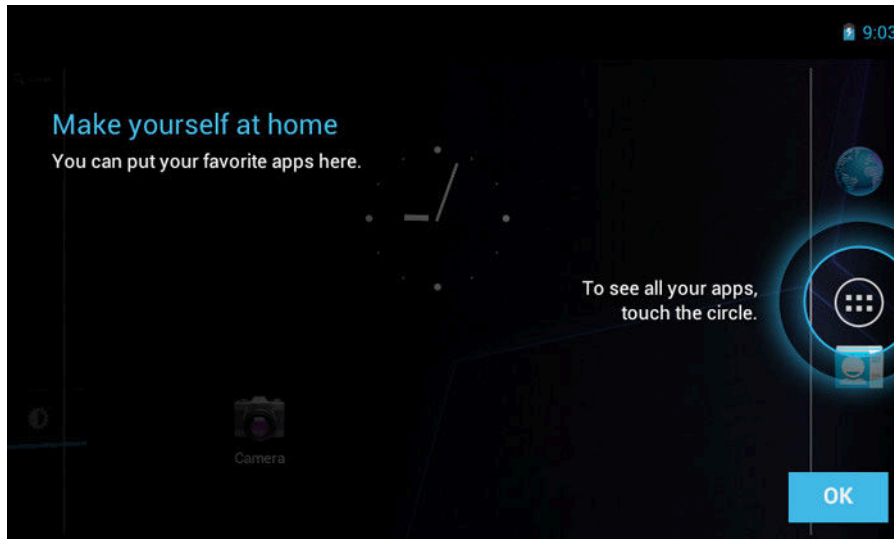 9:03
Make yourself at home
You can put your favorite apps here.
To see all your apps,
touch the circle.
Camera
OK